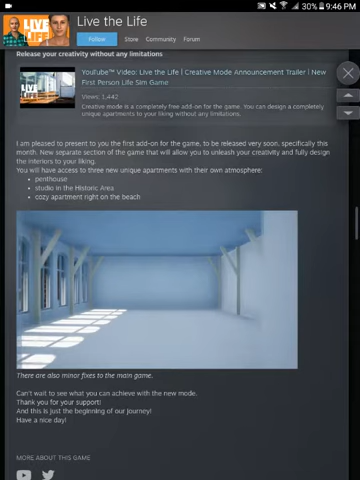 30% 9:46 PM
LIVE
THE
LIFE
Live the Life
Follow
Store Community Forum
Release your creativity without any limitations
YouTube™ Video: Live the Life | Creative Mode Announcement Trailer | New
First Person Life Sim Game
Views: 1,442
Creative mode is a completely free add-on for the game. You can design a completely
unique apartments to your liking without any limitations.
I am pleased to present to you the first add-on for the game, to be released very soon, specifically this
month. New separate section of the game that will allow you to unleash your creativity and fully design
the interiors to your liking.
You will have access to three new unique apartments with their own atmosphere:
• penthouse
• studio in the Historic Area
• cozy apartment right on the beach
There are also minor fixes to the main game.
Can't wait to see what you can achieve with the new mode.
Thank you for your support!
And this is just the beginning of our journey!
Have a nice day!
MORE ABOUT THIS GAME